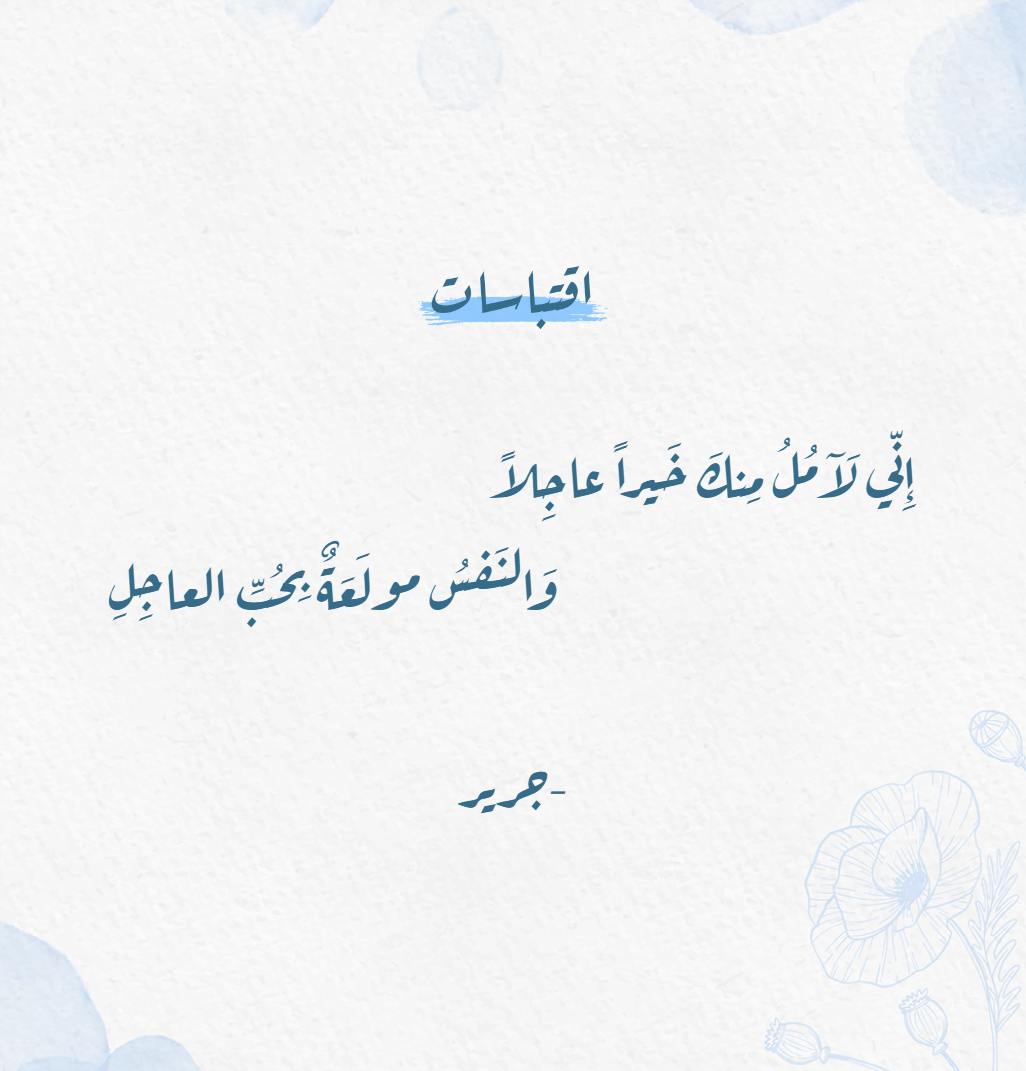 اقتباسات
إِنّي لَآمُلُ مِنكَ خَيراً عاجِلاً
وَالنَفسُ مولَعَةٌ بِحُبِّ العاجِلِ
-جرير